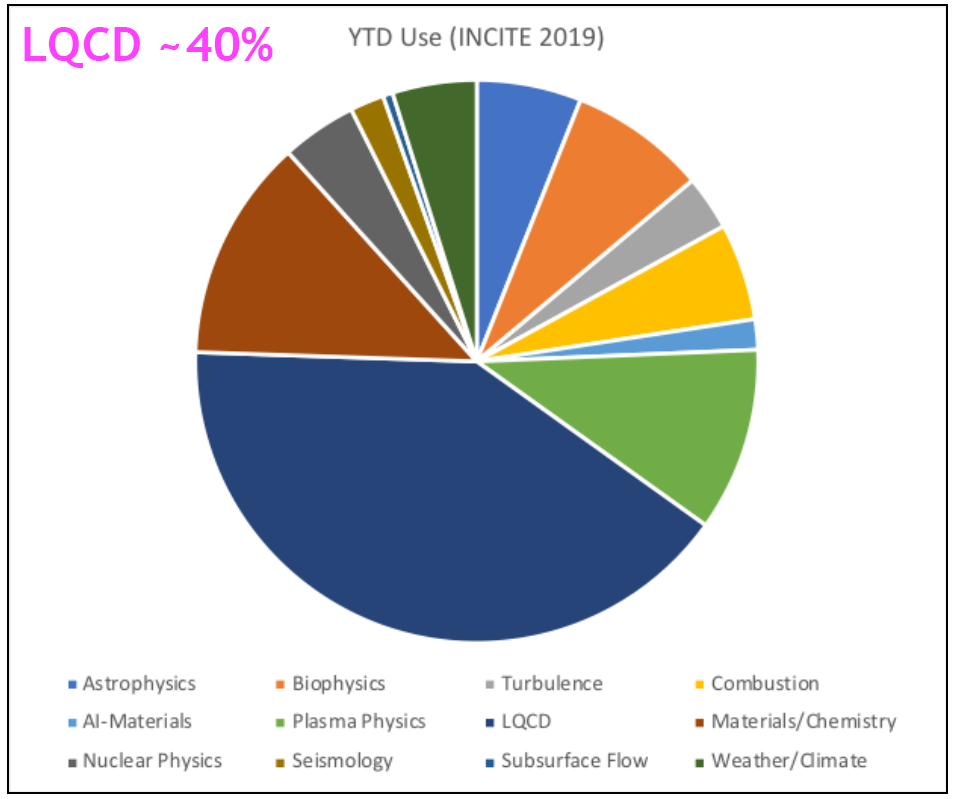 LQCD ~40%
YTD Use (INCITE 2019)
Astrophysics Biophysics Turbulence Combustion
AI-Materials Plasma Physics LQCD Materials/Chemistry
Nuclear Physics Seismology Subsurface Flow Weather/Climate